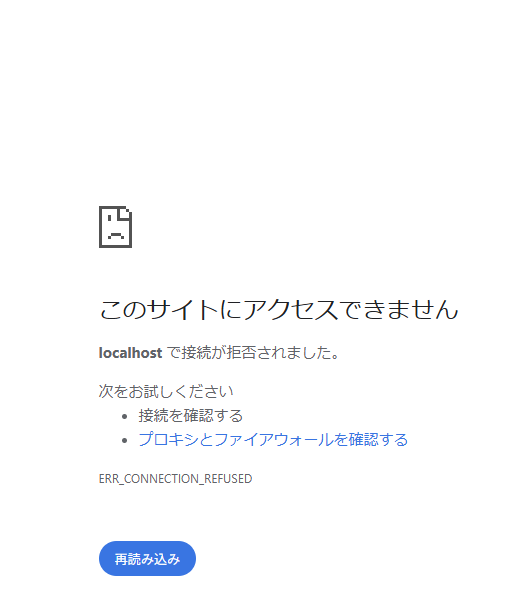 このサイトにアクセスできません
localhost で接続が拒否されました。
次をお試しください
接続を確認する
プロキシとファイアウォールを確認する
ERR_CONNECTION_REFUSED
再読み込み